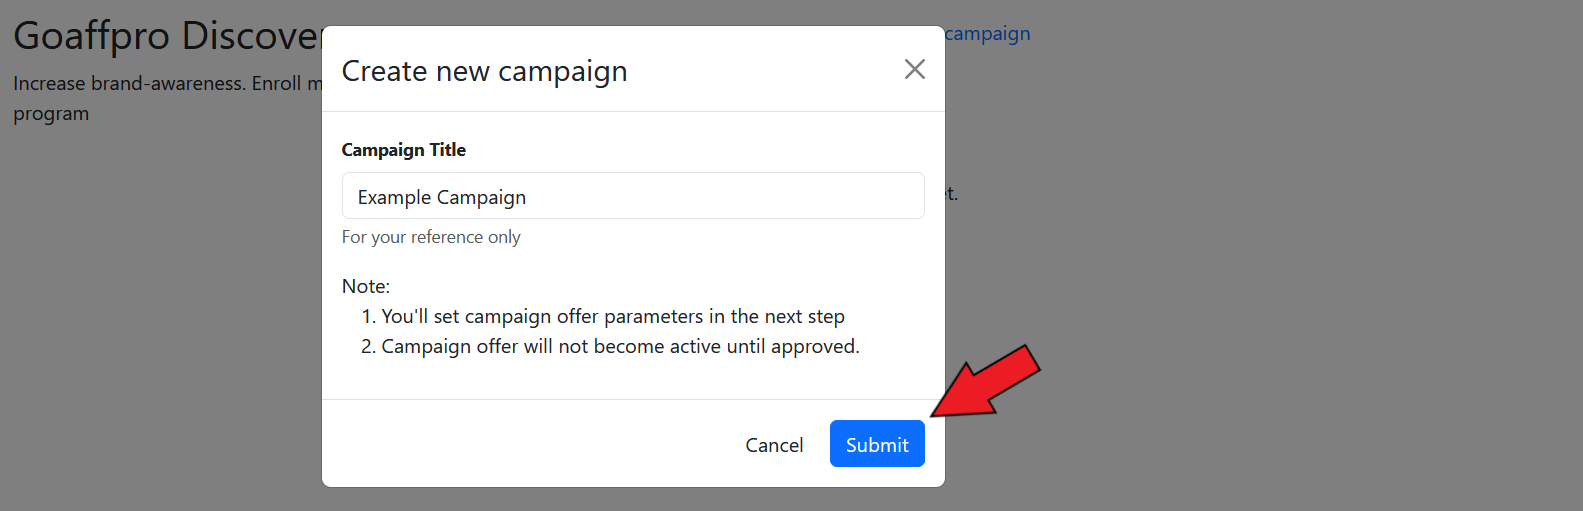 Goaffpro Discover
campaign
Increase brand-awareness. Enroll
program
Create new campaign
Campaign Title
Example Campaign
For your reference only
Note:
1. You'll set campaign offer parameters in the next step
2. Campaign offer will not become active until approved.
Cancel
Submit